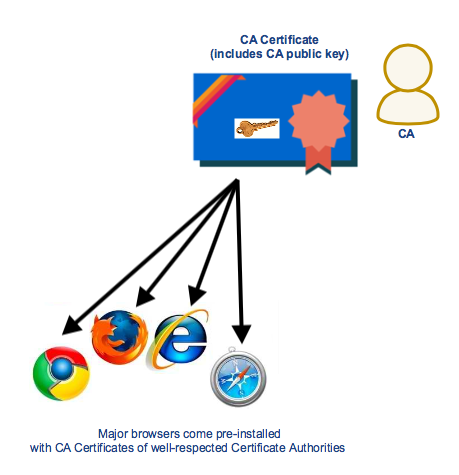 CA Certificate
(includes CA public key)
CA
Major browsers come pre-installed
with CA Certificates of well-respected Certificate Authorities